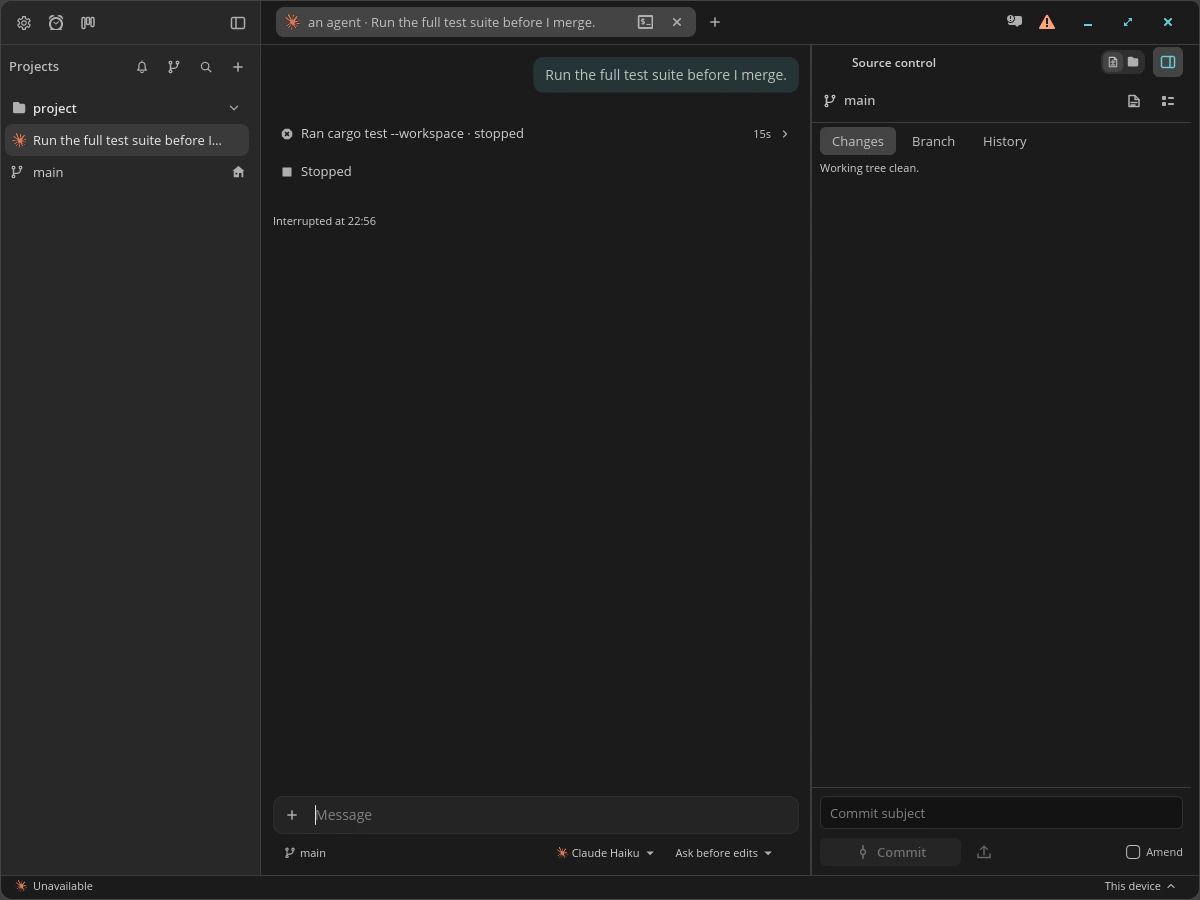 an agent · Run the full test suite before I merge.
Projects
project
Run the full test suite before I...
main
Run the full test suite before I merge.
Ran cargo test --workspace · stopped
15s
Stopped
Interrupted at 22:56
Message
main
Claude Haiku
Ask before edits
Source control
main
Changes
Branch
History
Working tree clean.
Commit subject
Commit
Amend
Unavailable
This device